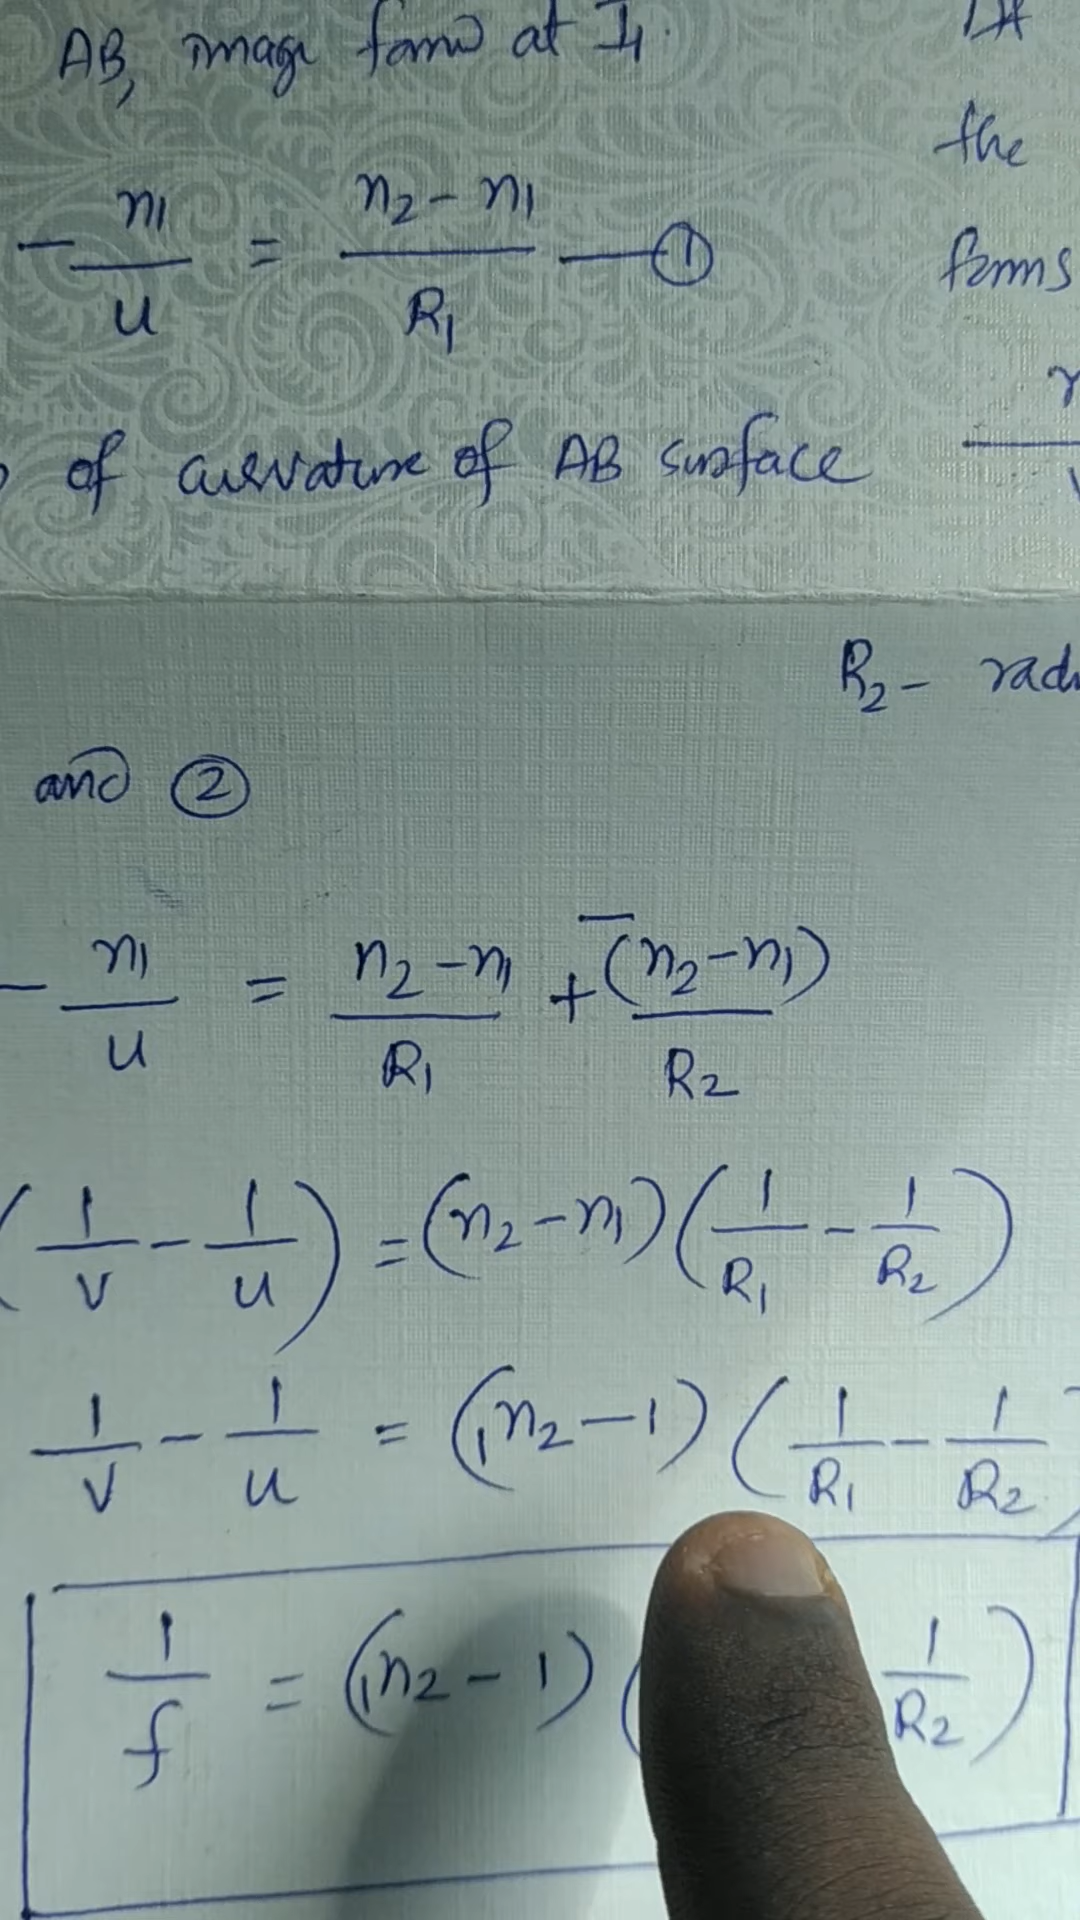 AB, image form at I1.
the
- n1/u = (n2 - n1)/R1 — ①
forms
of curvature of AB surface
R2 -
and ②
- n1/u = (n2 - n1)/R1 + -(n2 - n1)/R2
(1/v - 1/u) = (n2 - n1)(1/R1 - 1/R2)
1/v - 1/u = (1n2 - 1)(1/R1 - 1/R2)
1/f = (1n2 - 1)( 1/R2)